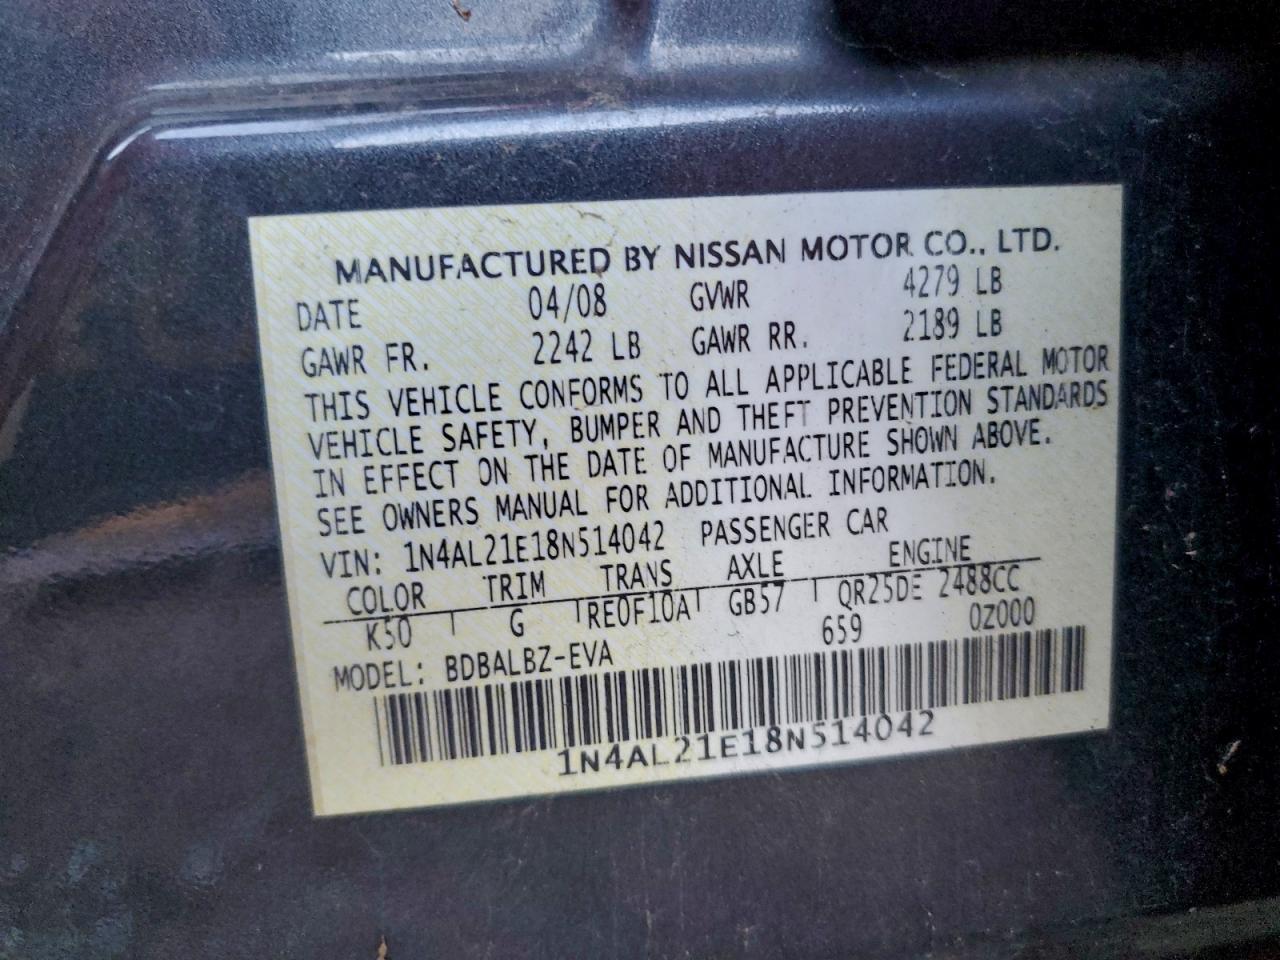 MANUFACTURED BY NISSAN MOTOR CO., LTD.
DATE 04/08 GVWR 4279 LB
GAWR FR. 2242 LB GAWR RR. 2189 LB
THIS VEHICLE CONFORMS TO ALL APPLICABLE FEDERAL MOTOR
VEHICLE SAFETY, BUMPER AND THEFT PREVENTION STANDARDS
IN EFFECT ON THE DATE OF MANUFACTURE SHOWN ABOVE.
SEE OWNERS MANUAL FOR ADDITIONAL INFORMATION.
VIN: 1N4AL21E18N514042 PASSENGER CAR
COLOR TRIM TRANS AXLE ENGINE
K50 G RE0F10A GB57 QR25DE 2488CC
MODEL: BDBALBZ-EVA 659 0Z000
1N4AL21E18N514042